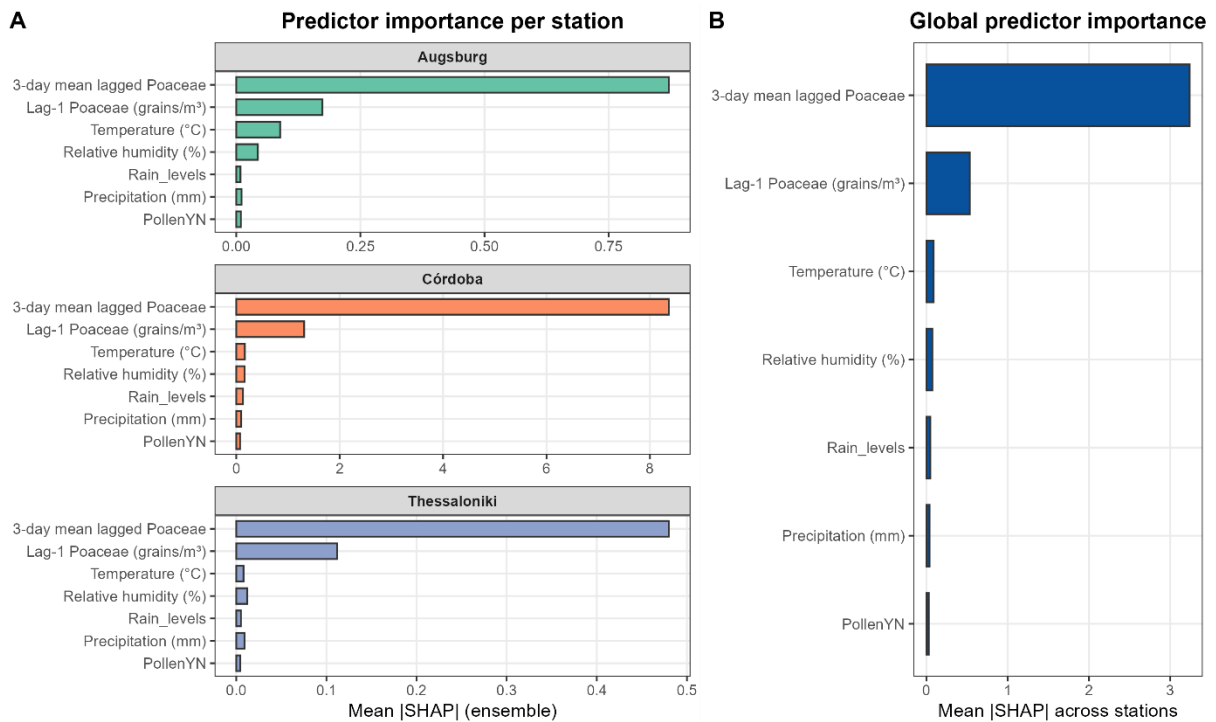 A
Predictor importance per station
Augsburg
3-day mean lagged Poaceae
Lag-1 Poaceae (grains/m³)
Temperature (°C)
Relative humidity (%)
Rain_levels
Precipitation (mm)
PollenYN
0.00 0.25 0.50 0.75
Córdoba
3-day mean lagged Poaceae
Lag-1 Poaceae (grains/m³)
Temperature (°C)
Relative humidity (%)
Rain_levels
Precipitation (mm)
PollenYN
0 2 4 6 8
Thessaloniki
3-day mean lagged Poaceae
Lag-1 Poaceae (grains/m³)
Temperature (°C)
Relative humidity (%)
Rain_levels
Precipitation (mm)
PollenYN
0.0 0.1 0.2 0.3 0.4 0.5
Mean |SHAP| (ensemble)
B
Global predictor importance
3-day mean lagged Poaceae
Lag-1 Poaceae (grains/m³)
Temperature (°C)
Relative humidity (%)
Rain_levels
Precipitation (mm)
PollenYN
0 1 2 3
Mean |SHAP| across stations